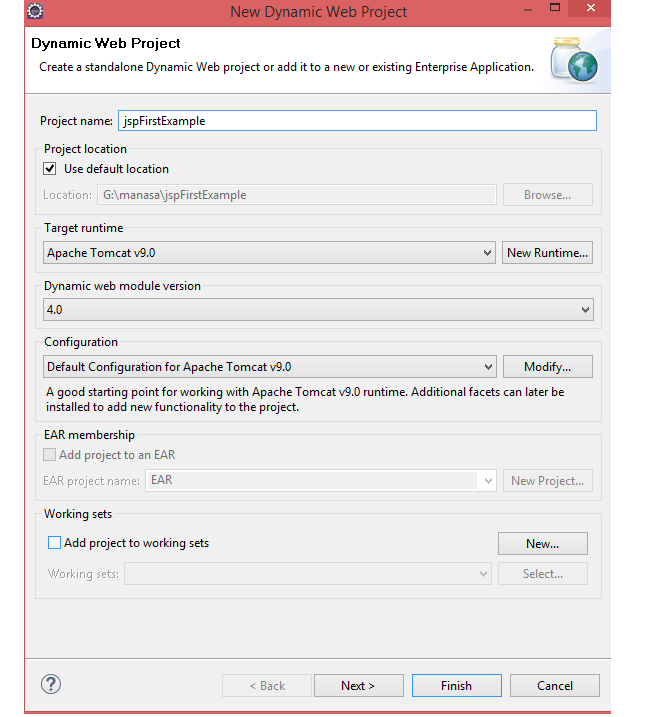 New Dynamic Web Project
Dynamic Web Project
Create a standalone Dynamic Web project or add it to a new or existing Enterprise Application.
Project name: jspFirstExample
Project location
Use default location
Location: G:\manasa\jspFirstExample Browse...
Target runtime
Apache Tomcat v9.0 New Runtime...
Dynamic web module version
4.0
Configuration
Default Configuration for Apache Tomcat v9.0 Modify...
A good starting point for working with Apache Tomcat v9.0 runtime. Additional facets can later be
installed to add new functionality to the project.
EAR membership
Add project to an EAR
EAR project name: EAR New Project...
Working sets
Add project to working sets New...
Working sets: Select...
? < Back Next > Finish Cancel